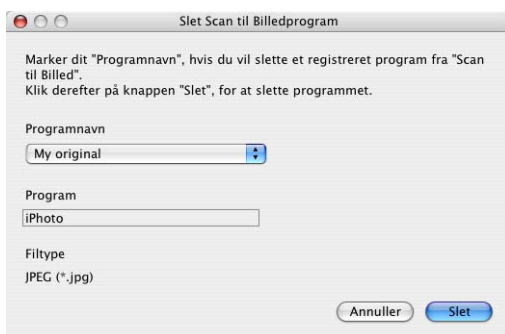 Slet Scan til Billedprogram
Marker dit "Programnavn", hvis du vil slette et registreret program fra "Scan
til Billed".
Klik derefter på knappen "Slet", for at slette programmet.
Programnavn
My original
Program
iPhoto
Filtype
JPEG (*.jpg)
Annuller
Slet